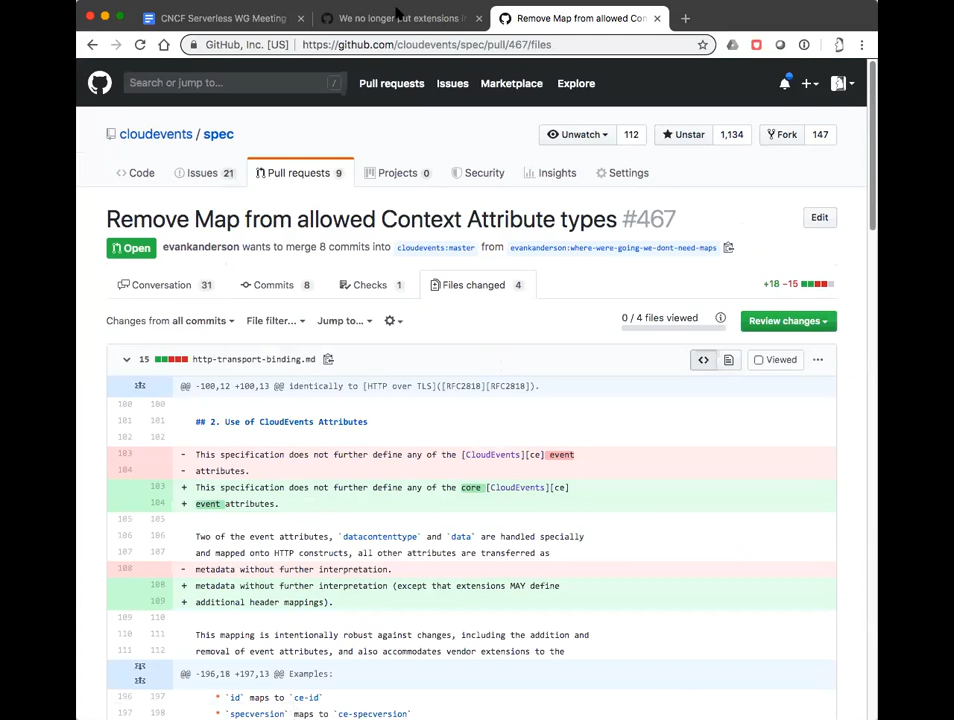 CNCF Serverless WG Meeting
We no longer put extensions i
Remove Map from allowed Con
GitHub, Inc. [US] https://github.com/cloudevents/spec/pull/467/files
Search or jump to... /
Pull requests Issues Marketplace Explore
cloudevents / spec
Unwatch 112 Unstar 1,134 Fork 147
Code Issues 21 Pull requests 9 Projects 0 Security Insights Settings
Remove Map from allowed Context Attribute types #467
Edit
Open evankanderson wants to merge 8 commits into cloudevents:master from evankanderson:where-were-going-we-dont-need-maps
Conversation 31 Commits 8 Checks 1 Files changed 4 +18 −15
Changes from all commits File filter... Jump to... 0 / 4 files viewed Review changes
15 http-transport-binding.md Viewed
@@ -100,12 +100,13 @@ identically to [HTTP over TLS]([RFC2818][RFC2818]).
100 100
101 101 ## 2. Use of CloudEvents Attributes
102 102
103 - This specification does not further define any of the [CloudEvents][ce] event
104 - attributes.
103 + This specification does not further define any of the core [CloudEvents][ce]
104 + event attributes.
105 105
106 106 Two of the event attributes, `datacontenttype` and `data` are handled specially
107 107 and mapped onto HTTP constructs, all other attributes are transferred as
108 - metadata without further interpretation.
108 + metadata without further interpretation (except that extensions MAY define
109 + additional header mappings).
109 110
110 111 This mapping is intentionally robust against changes, including the addition and
111 112 removal of event attributes, and also accommodates vendor extensions to the
@@ -196,18 +197,13 @@ Examples:
196 197 * `id` maps to `ce-id`
197 198 * `specversion` maps to `ce-specversion`